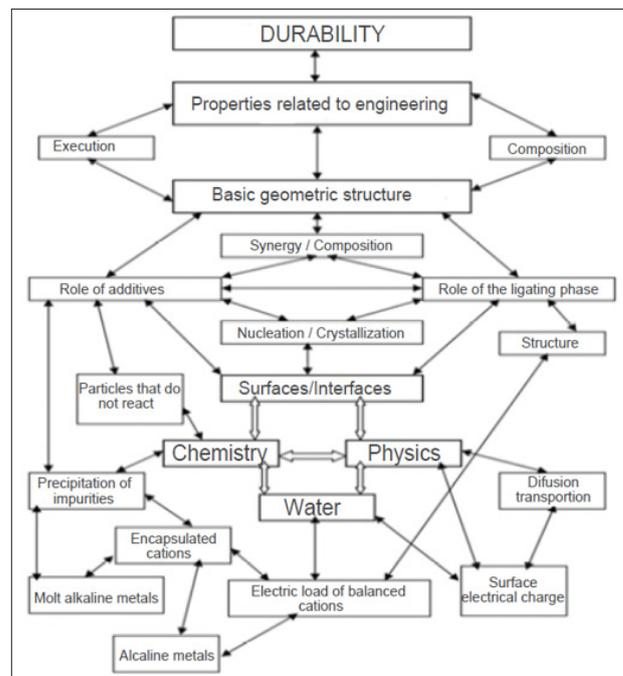 DURABILITY
Properties related to engineering
Execution
Composition
Basic geometric structure
Synergy / Composition
Role of additives
Role of the ligating phase
Nucleation / Crystallization
Structure
Particles that do
not react
Surfaces/Interfaces
Chemistry
Physics
Precipitation of
impurities
Difusion
transportion
Water
Encapsulated
cations
Molt alkaline metals
Electric load of balanced
cations
Surface
electrical charge
Alcaline metals